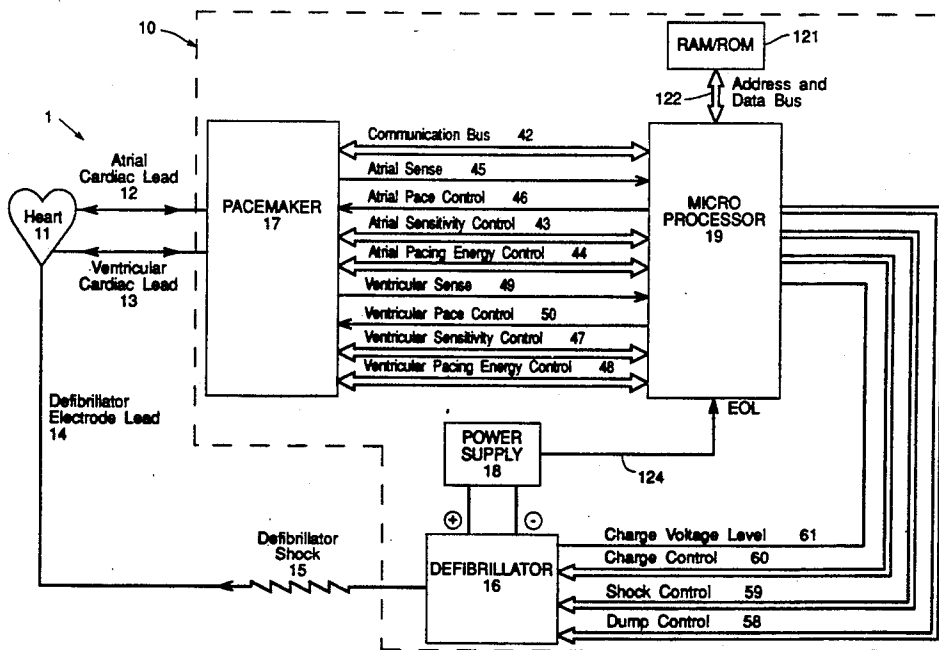 10
RAM/ROM
121
122
Address and
Data Bus
1
Atrial
Cardiac Lead
12
Heart
11
Ventricular
Cardiac Lead
13
PACEMAKER
17
Communication Bus 42
Atrial Sense 45
Atrial Pace Control 46
Atrial Sensitivity Control 43
Atrial Pacing Energy Control 44
Ventricular Sense 49
Ventricular Pace Control 50
Ventricular Sensitivity Control 47
Ventricular Pacing Energy Control 48
MICRO
PROCESSOR
19
EOL
Defibrillator
Electrode Lead
14
POWER
SUPPLY
18
124
+ -
Defibrillator
Shock
15
DEFIBRILLATOR
16
Charge Voltage Level 61
Charge Control 60
Shock Control 59
Dump Control 58